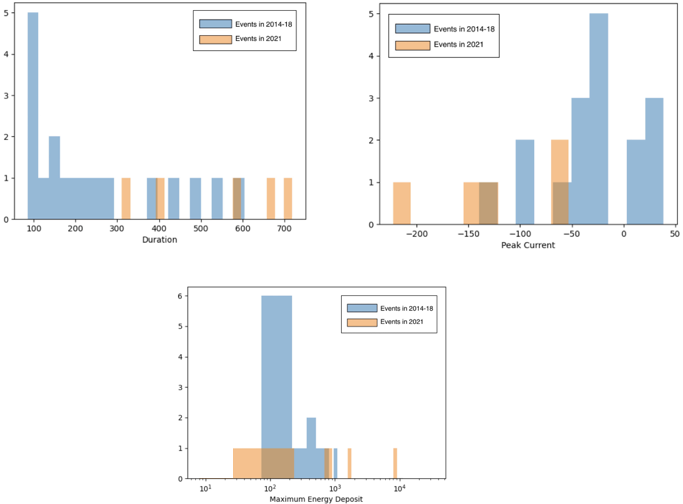 5
4
3
2
1
0
Events in 2014-18
Events in 2021
100 200 300 400 500 600 700
Duration
5
4
3
2
1
0
Events in 2014-18
Events in 2021
−200 −150 −100 −50 0 50
Peak Current
6
5
4
3
2
1
0
Events in 2014-18
Events in 2021
10¹ 10² 10³ 10⁴
Maximum Energy Deposit